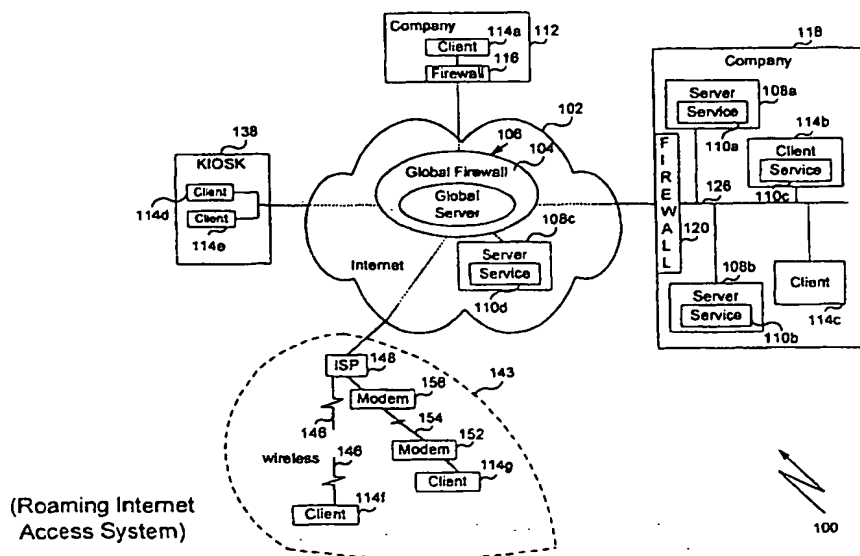 Company
114a
112
Client
116
Firewall
118
Company
Server
108a
Service
110a
114b
Client
Service
110c
FIREWALL
126
120
108b
Server
Service
110b
Client
114c
138
KIOSK
Client
114d
Client
114e
102
106
104
Global Firewall
Global
Server
108c
Server
Service
110d
Internet
ISP
148
143
Modem
156
154
146
152
Modem
wireless
146
Client
114g
114f
Client
(Roaming Internet
Access System)
100